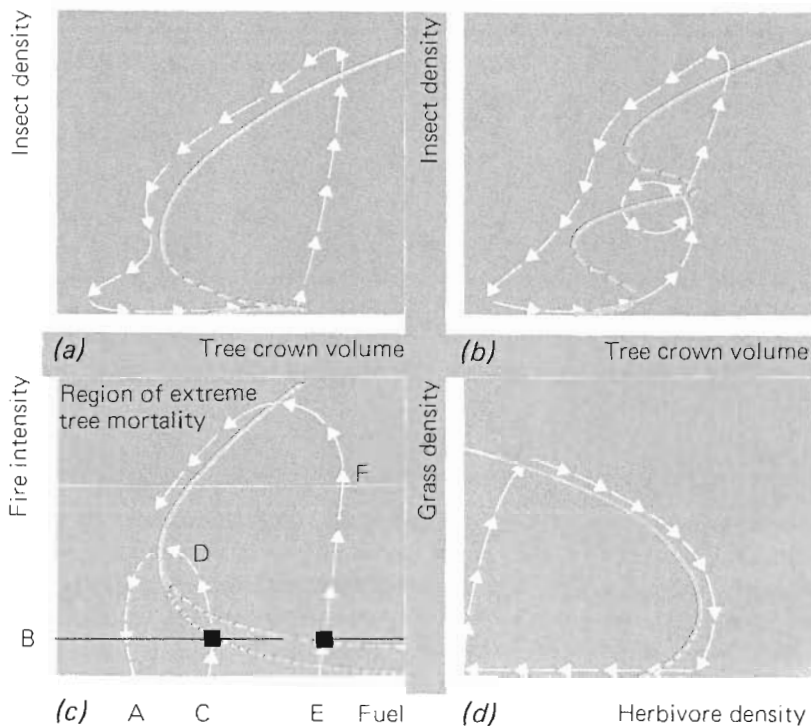 Insect density
Insect density
(a) Tree crown volume
(b) Tree crown volume
Fire intensity
Region of extreme
tree mortality
F
D
B
Grass density
(c) A C E Fuel
(d) Herbivore density